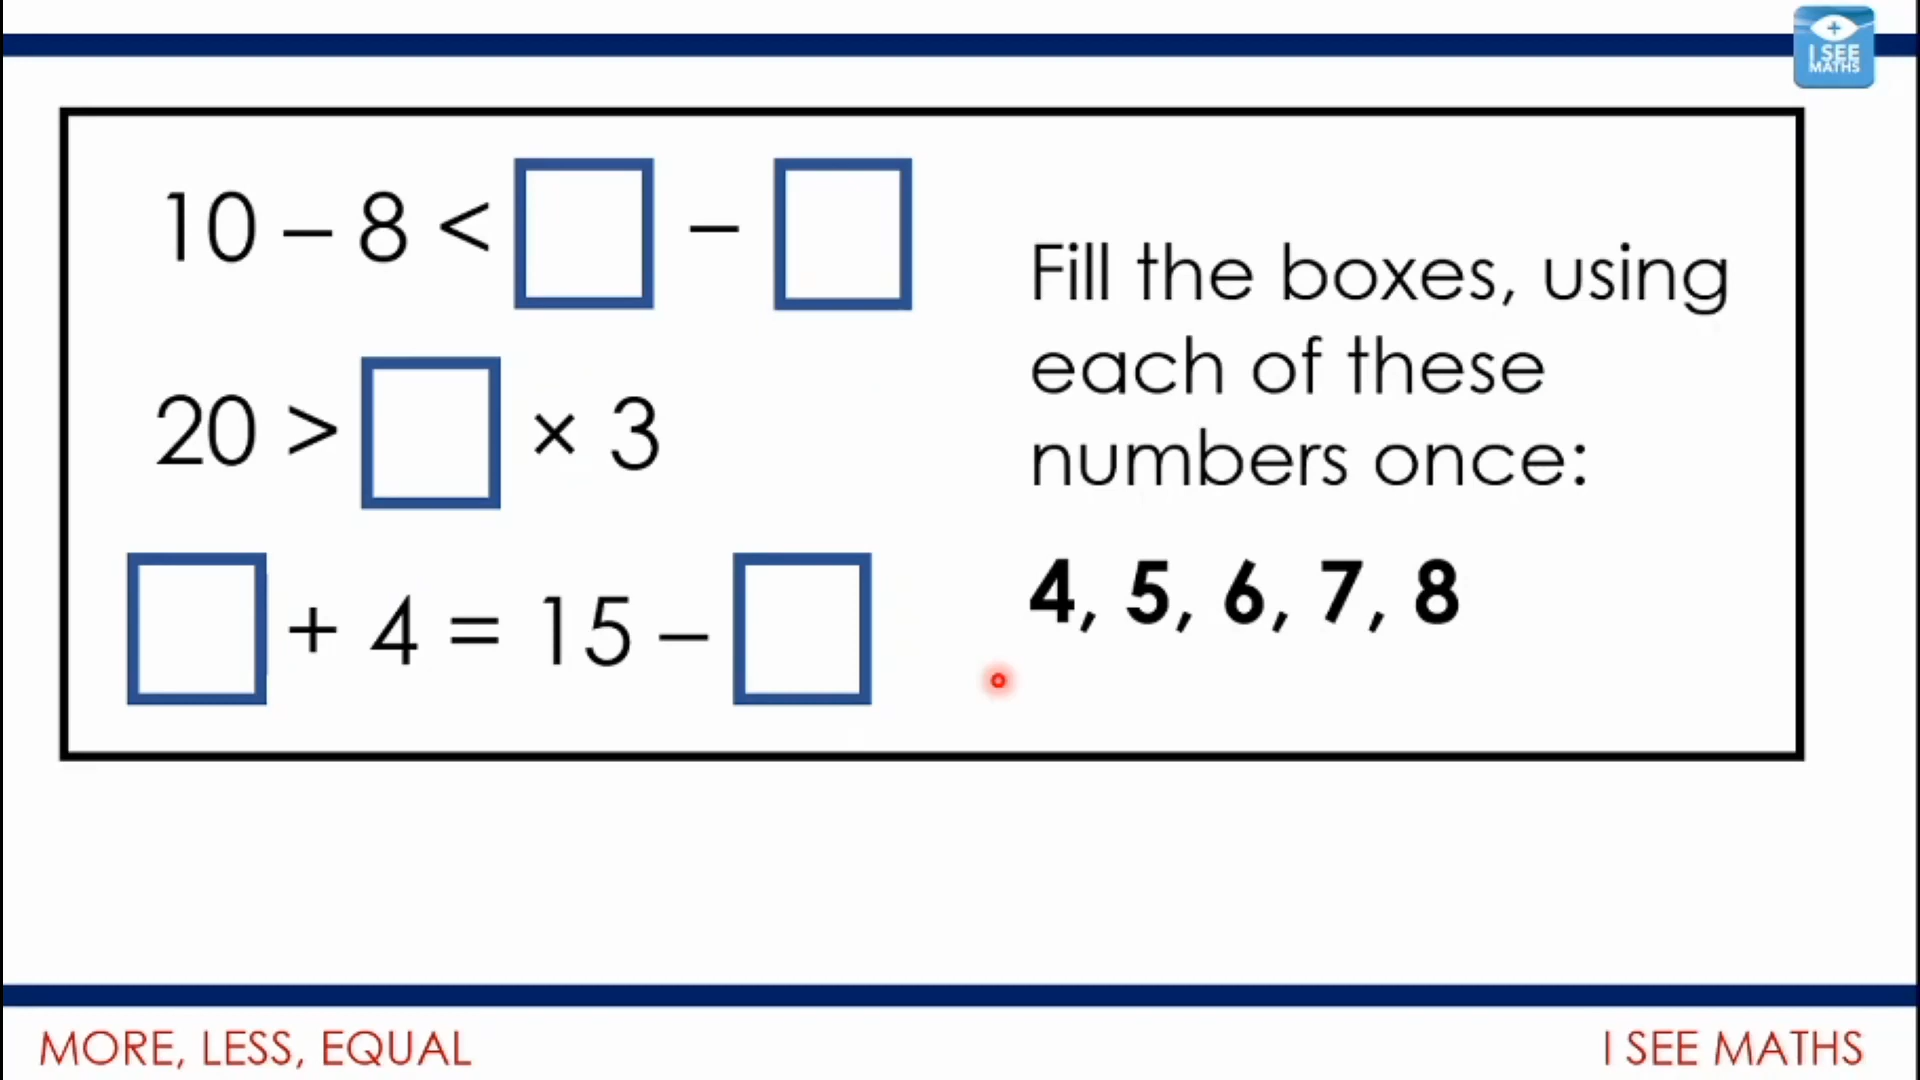 I SEE
MATHS
10 – 8 < –
20 > × 3
+ 4 = 15 –
Fill the boxes, using
each of these
numbers once:
4, 5, 6, 7, 8
MORE, LESS, EQUAL
I SEE MATHS